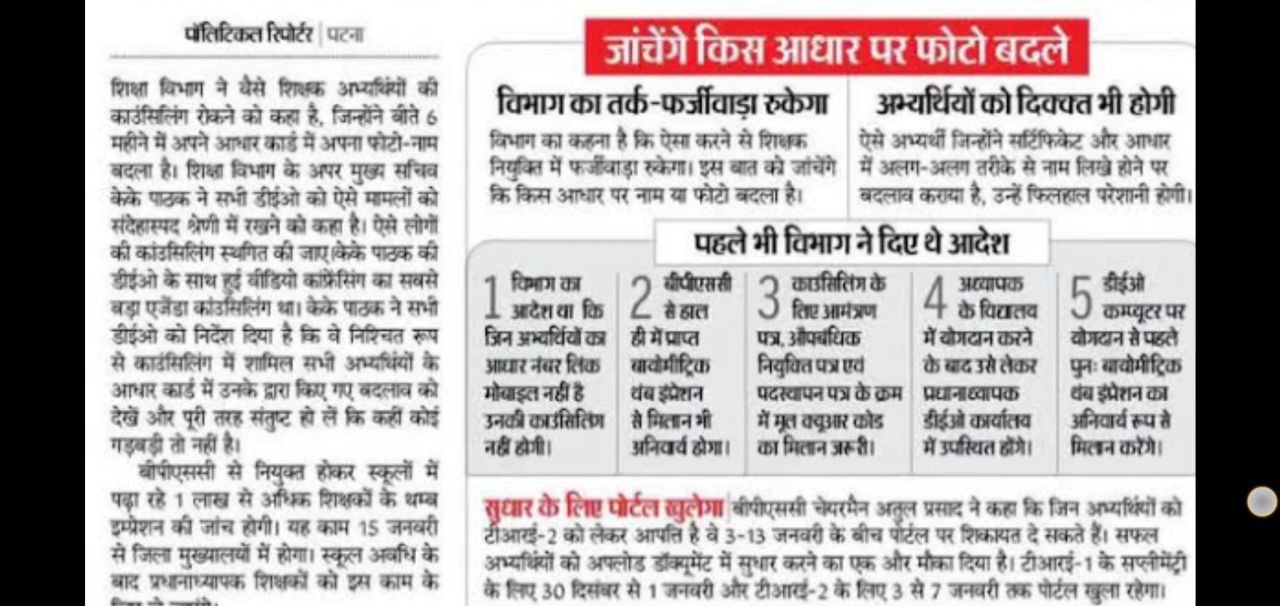 पॉलिटिकल रिपोर्टर | पटना
शिक्षा विभाग ने वैसे शिक्षक अभ्यर्थियों की
काउंसिलिंग रोकने को कहा है, जिन्होंने बीते 6
महीने में अपने आधार कार्ड में अपना फोटो-नाम
बदला है। शिक्षा विभाग के अपर मुख्य सचिव
केके पाठक ने सभी डीईओ को ऐसे मामलों को
संदेहास्पद श्रेणी में रखने को कहा है। ऐसे लोगों
की कांउसिलिंग स्थगित की जाए।केके पाठक की
डीईओ के साथ हुई वीडियो कांफ्रेंसिंग का सबसे
बड़ा एजेंडा कांउसिलिंग था। केके पाठक ने सभी
डीईओ को निर्देश दिया है कि वे निश्चित रूप
से काउंसिलिंग में शामिल सभी अभ्यर्थियों के
आधार कार्ड में उनके द्वारा किए गए बदलाव को
देखें और पूरी तरह संतुष्ट हो लें कि कहीं कोई
गड़बड़ी तो नहीं है।
बीपीएससी से नियुक्त होकर स्कूलों में
पढ़ा रहे 1 लाख से अधिक शिक्षकों के थम्ब
इम्प्रेशन की जांच होगी। यह काम 15 जनवरी
से जिला मुख्यालयों में होगा। स्कूल अवधि के
बाद प्रधानाध्यापक शिक्षकों को इस काम के
जांचेंगे किस आधार पर फोटो बदले
विभाग का तर्क-फर्जीवाड़ा रुकेगा
विभाग का कहना है कि ऐसा करने से शिक्षक
नियुक्ति में फर्जीवाड़ा रुकेगा। इस बात को जांचेंगे
कि किस आधार पर नाम या फोटो बदला है।
अभ्यर्थियों को दिक्क्त भी होगी
ऐसे अभ्यर्थी जिन्होंने सर्टिफिकेट और आधार
में अलग-अलग तरीके से नाम लिखे होने पर
बदलाव कराया है, उन्हें फिलहाल परेशानी होगी।
पहले भी विभाग ने दिए थे आदेश
1 विभाग का
आदेश था कि
जिन अभ्यर्थियों का
आधार नंबर लिंक
मोबाइल नहीं है
उनकी काउंसिलिंग
नहीं होगी।
2 बीपीएससी
से हाल
ही में प्राप्त
बायोमीट्रिक
थंब इंप्रेशन
से मिलान भी
अनिवार्य होगा।
3 काउंसिलिंग के
लिए आमंत्रण
पत्र, औपबंधिक
नियुक्ति पत्र एवं
पदस्थापन पत्र के क्रम
में मूल क्यूआर कोड
का मिलान जरूरी।
4 अध्यापक
के विद्यालय
में योगदान करने
के बाद उसे लेकर
प्रधानाध्यापक
डीईओ कार्यालय
में उपस्थित होंगे।
5 डीईओ
कम्प्यूटर पर
योगदान से पहले
पुनः बायोमीट्रिक
थंब इंप्रेशन का
अनिवार्य रूप से
मिलान करेंगे।
सुधार के लिए पोर्टल खुलेगा | बीपीएससी चेयरमैन अतुल प्रसाद ने कहा कि जिन अभ्यर्थियों को
टीआरई-2 को लेकर आपत्ति है वे 3-13 जनवरी के बीच पोर्टल पर शिकायत दे सकते हैं। सफल
अभ्यर्थियों को अपलोड डॉक्यूमेंट में सुधार करने का एक और मौका दिया है। टीआरई-1 के सप्लीमेंट्री
के लिए 30 दिसंबर से 1 जनवरी और टीआरई-2 के लिए 3 से 7 जनवरी तक पोर्टल खुला रहेगा।